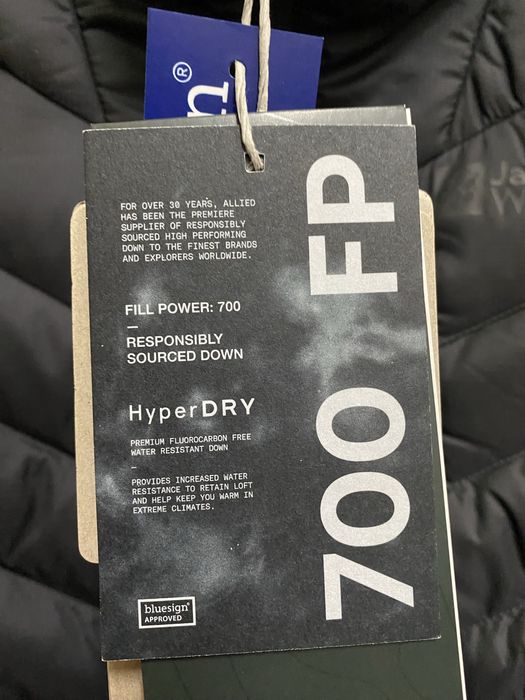 n®
FOR OVER 30 YEARS, ALLIED
HAS BEEN THE PREMIERE
SUPPLIER OF RESPONSIBLY
SOURCED HIGH PERFORMING
DOWN TO THE FINEST BRANDS
AND EXPLORERS WORLDWIDE.
FILL POWER: 700
—
RESPONSIBLY
SOURCED DOWN
HyperDRY
PREMIUM FLUOROCARBON FREE
WATER RESISTANT DOWN
–
PROVIDES INCREASED WATER
RESISTANCE TO RETAIN LOFT
AND HELP KEEP YOU WARM IN
EXTREME CLIMATES.
bluesign®
APPROVED
700 FP